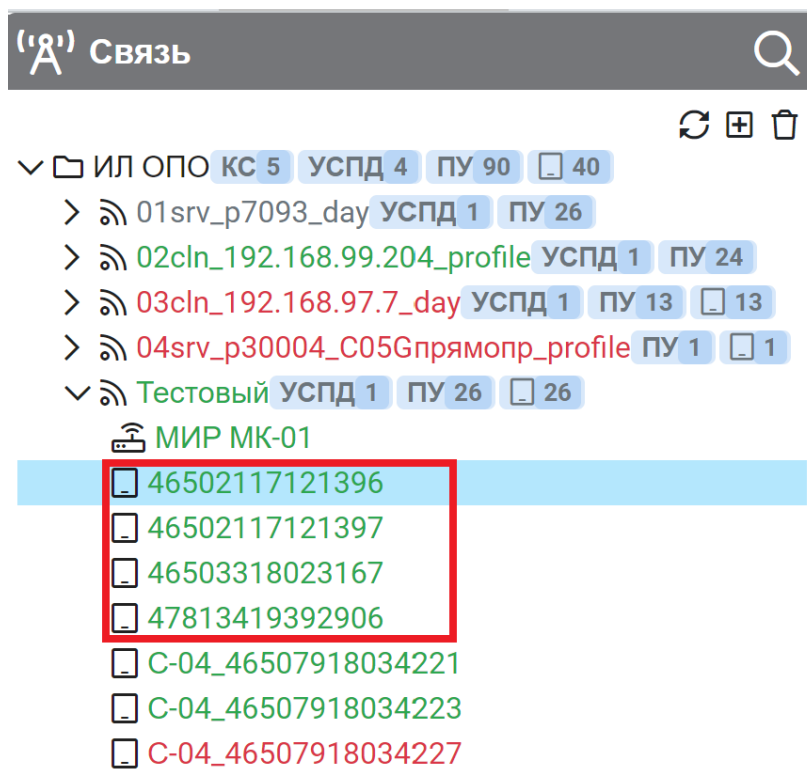 Связь
ИЛ ОПО КС 5 УСПД 4 ПУ 90 40
01srv_p7093_day УСПД 1 ПУ 26
02cln_192.168.99.204_profile УСПД 1 ПУ 24
03cln_192.168.97.7_day УСПД 1 ПУ 13 13
04srv_p30004_C05Gпрямопр_profile ПУ 1 1
Тестовый УСПД 1 ПУ 26 26
МИР МК-01
46502117121396
46502117121397
46503318023167
47813419392906
С-04_46507918034221
С-04_46507918034223
С-04_46507918034227